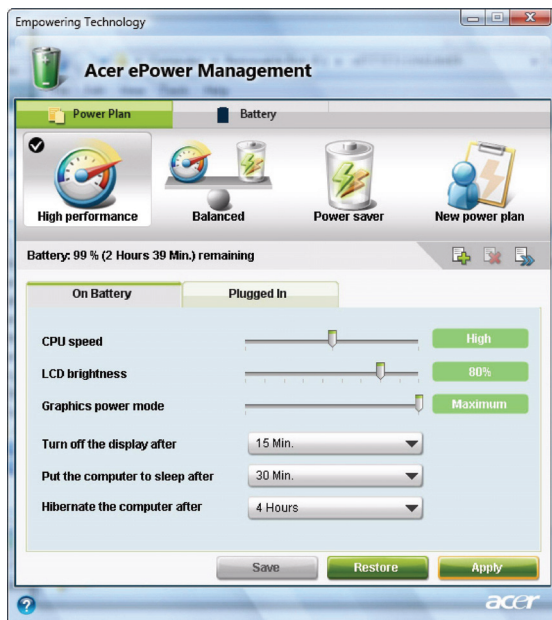 Empowering Technology
Acer ePower Management
Power Plan Battery
High performance Balanced Power saver New power plan
Battery: 99 % (2 Hours 39 Min.) remaining
On Battery Plugged In
CPU speed High
LCD brightness 80%
Graphics power mode Maximum
Turn off the display after 15 Min.
Put the computer to sleep after 30 Min.
Hibernate the computer after 4 Hours
Save Restore Apply
? acer